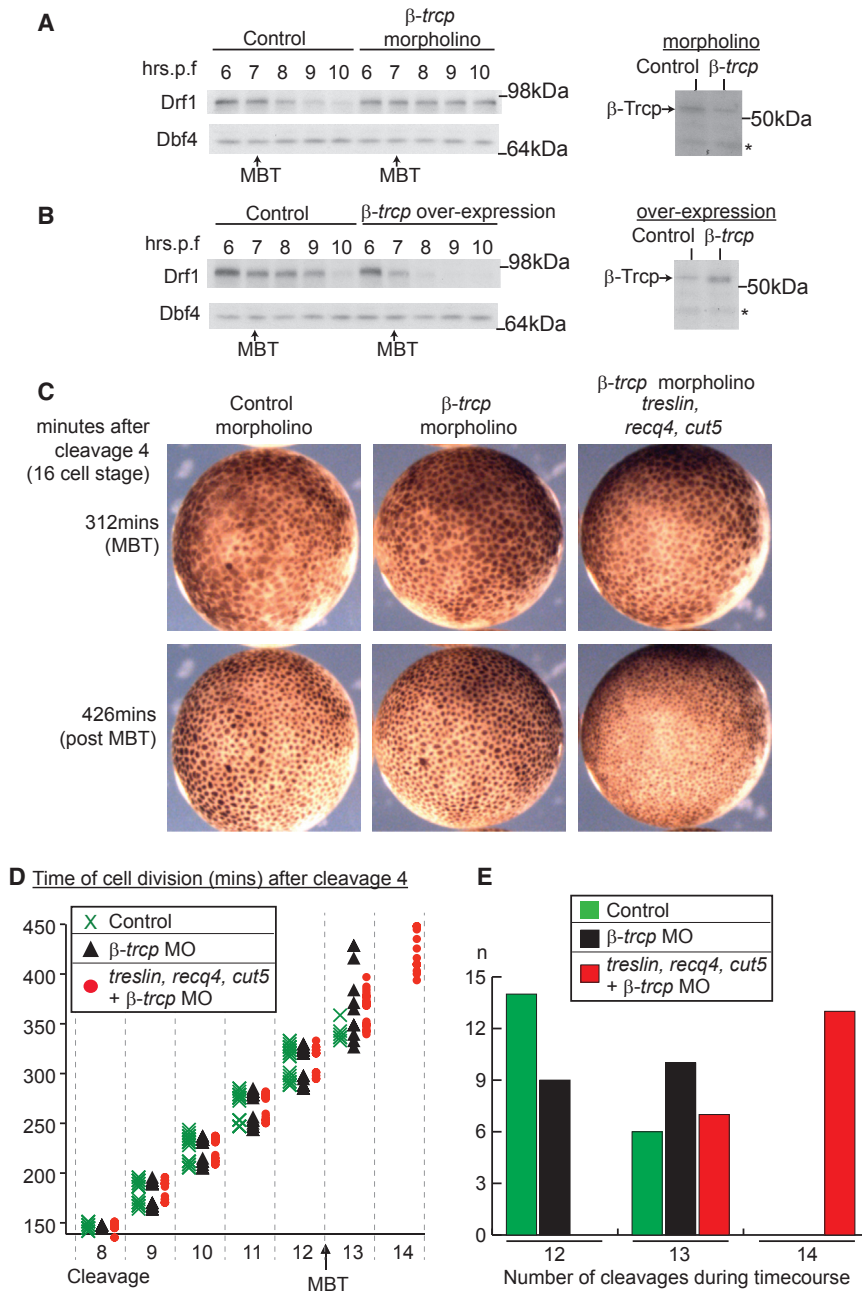 A
Control
β-trcp
morpholino
hrs.p.f
6 7 8 9 10 6 7 8 9 10
Drf1
98kDa
Dbf4
64kDa
MBT MBT
morpholino
Control β-trcp
β-Trcp
50kDa
*
B
Control β-trcp over-expression
hrs.p.f
6 7 8 9 10 6 7 8 9 10
Drf1
98kDa
Dbf4
64kDa
MBT MBT
over-expression
Control β-trcp
β-Trcp
50kDa
*
C
minutes after
cleavage 4
(16 cell stage)
Control
morpholino
β-trcp
morpholino
β-trcp morpholino
treslin,
recq4, cut5
312mins
(MBT)
426mins
(post MBT)
D Time of cell division (mins) after cleavage 4
Control
β-trcp MO
treslin, recq4, cut5
+ β-trcp MO
450
400
350
300
250
200
150
8 9 10 11 12 13 14
Cleavage
MBT
E
Control
β-trcp MO
treslin, recq4, cut5
+ β-trcp MO
n
15
12
9
6
3
0
12 13 14
Number of cleavages during timecourse